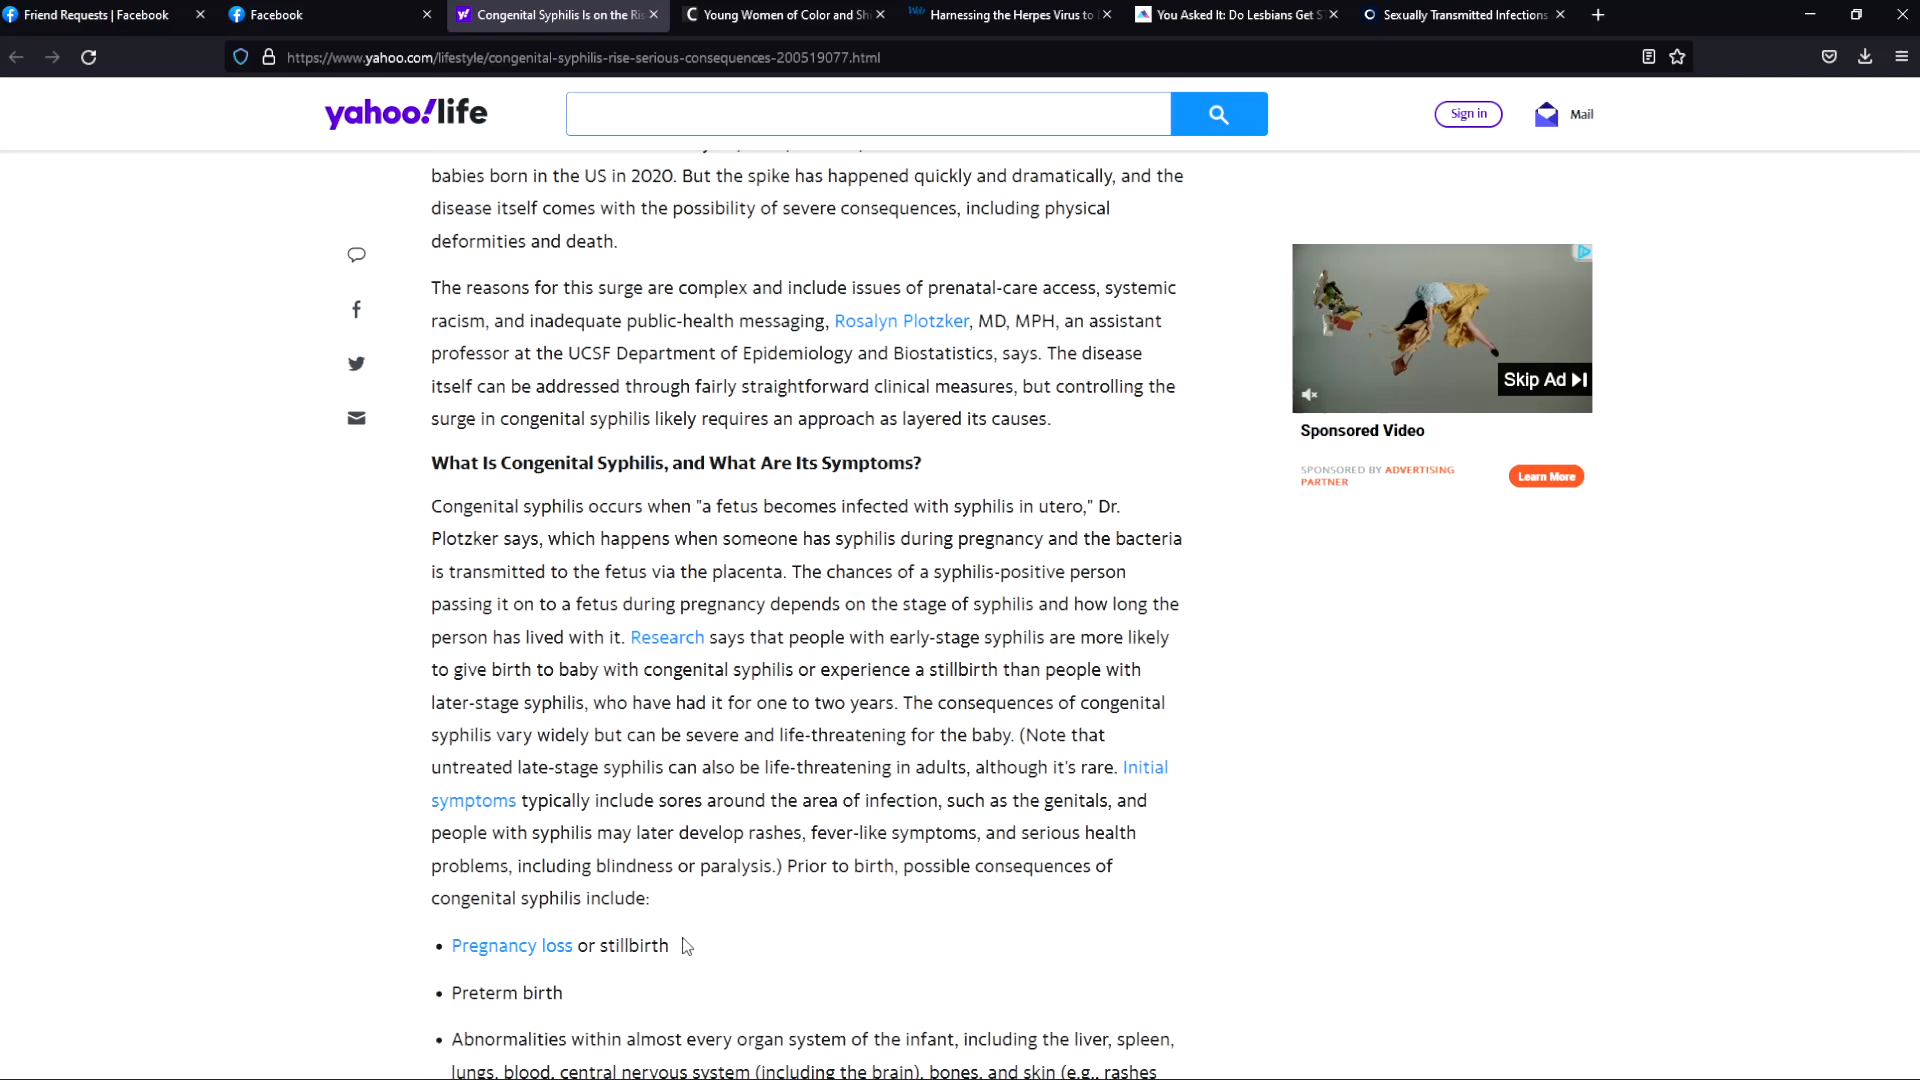 Friend Requests | Facebook
Facebook
Congenital Syphilis Is on the Ris
Young Women of Color and Shi
Harnessing the Herpes Virus to D
You Asked It: Do Lesbians Get ST
Sexually Transmitted Infections
https://www.yahoo.com/lifestyle/congenital-syphilis-rise-serious-consequences-200519077.html
yahoo!life
Sign in
Mail
babies born in the US in 2020. But the spike has happened quickly and dramatically, and the
disease itself comes with the possibility of severe consequences, including physical
deformities and death.
The reasons for this surge are complex and include issues of prenatal-care access, systemic
racism, and inadequate public-health messaging, Rosalyn Plotzker, MD, MPH, an assistant
professor at the UCSF Department of Epidemiology and Biostatistics, says. The disease
itself can be addressed through fairly straightforward clinical measures, but controlling the
surge in congenital syphilis likely requires an approach as layered its causes.
Skip Ad
Sponsored Video
SPONSORED BY ADVERTISING
PARTNER
Learn More
What Is Congenital Syphilis, and What Are Its Symptoms?
Congenital syphilis occurs when "a fetus becomes infected with syphilis in utero," Dr.
Plotzker says, which happens when someone has syphilis during pregnancy and the bacteria
is transmitted to the fetus via the placenta. The chances of a syphilis-positive person
passing it on to a fetus during pregnancy depends on the stage of syphilis and how long the
person has lived with it. Research says that people with early-stage syphilis are more likely
to give birth to baby with congenital syphilis or experience a stillbirth than people with
later-stage syphilis, who have had it for one to two years. The consequences of congenital
syphilis vary widely but can be severe and life-threatening for the baby. (Note that
untreated late-stage syphilis can also be life-threatening in adults, although it's rare. Initial
symptoms typically include sores around the area of infection, such as the genitals, and
people with syphilis may later develop rashes, fever-like symptoms, and serious health
problems, including blindness or paralysis.) Prior to birth, possible consequences of
congenital syphilis include:
• Pregnancy loss or stillbirth
• Preterm birth
• Abnormalities within almost every organ system of the infant, including the liver, spleen,
lungs, blood, central nervous system (including the brain), bones, and skin (e.g., rashes